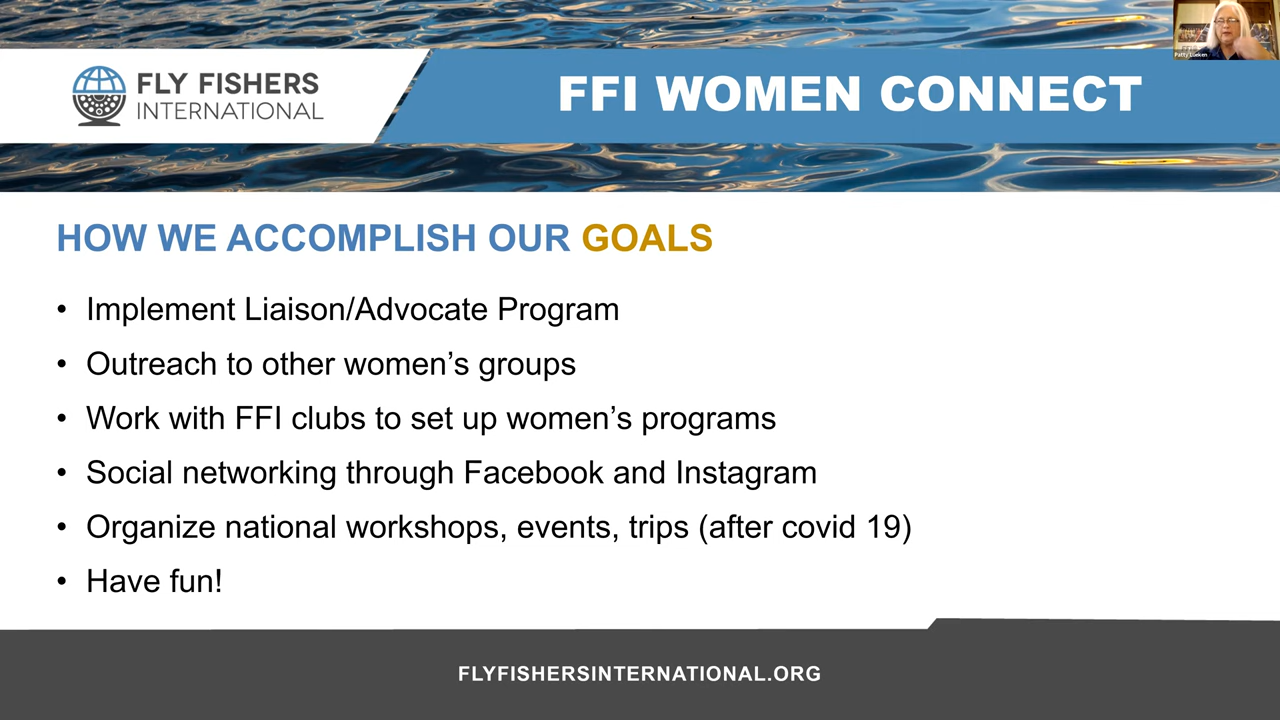 Patty Lueken
FLY FISHERS
INTERNATIONAL
FFI WOMEN CONNECT
HOW WE ACCOMPLISH OUR GOALS
• Implement Liaison/Advocate Program
• Outreach to other women’s groups
• Work with FFI clubs to set up women’s programs
• Social networking through Facebook and Instagram
• Organize national workshops, events, trips (after covid 19)
• Have fun!
FLYFISHERSINTERNATIONAL.ORG